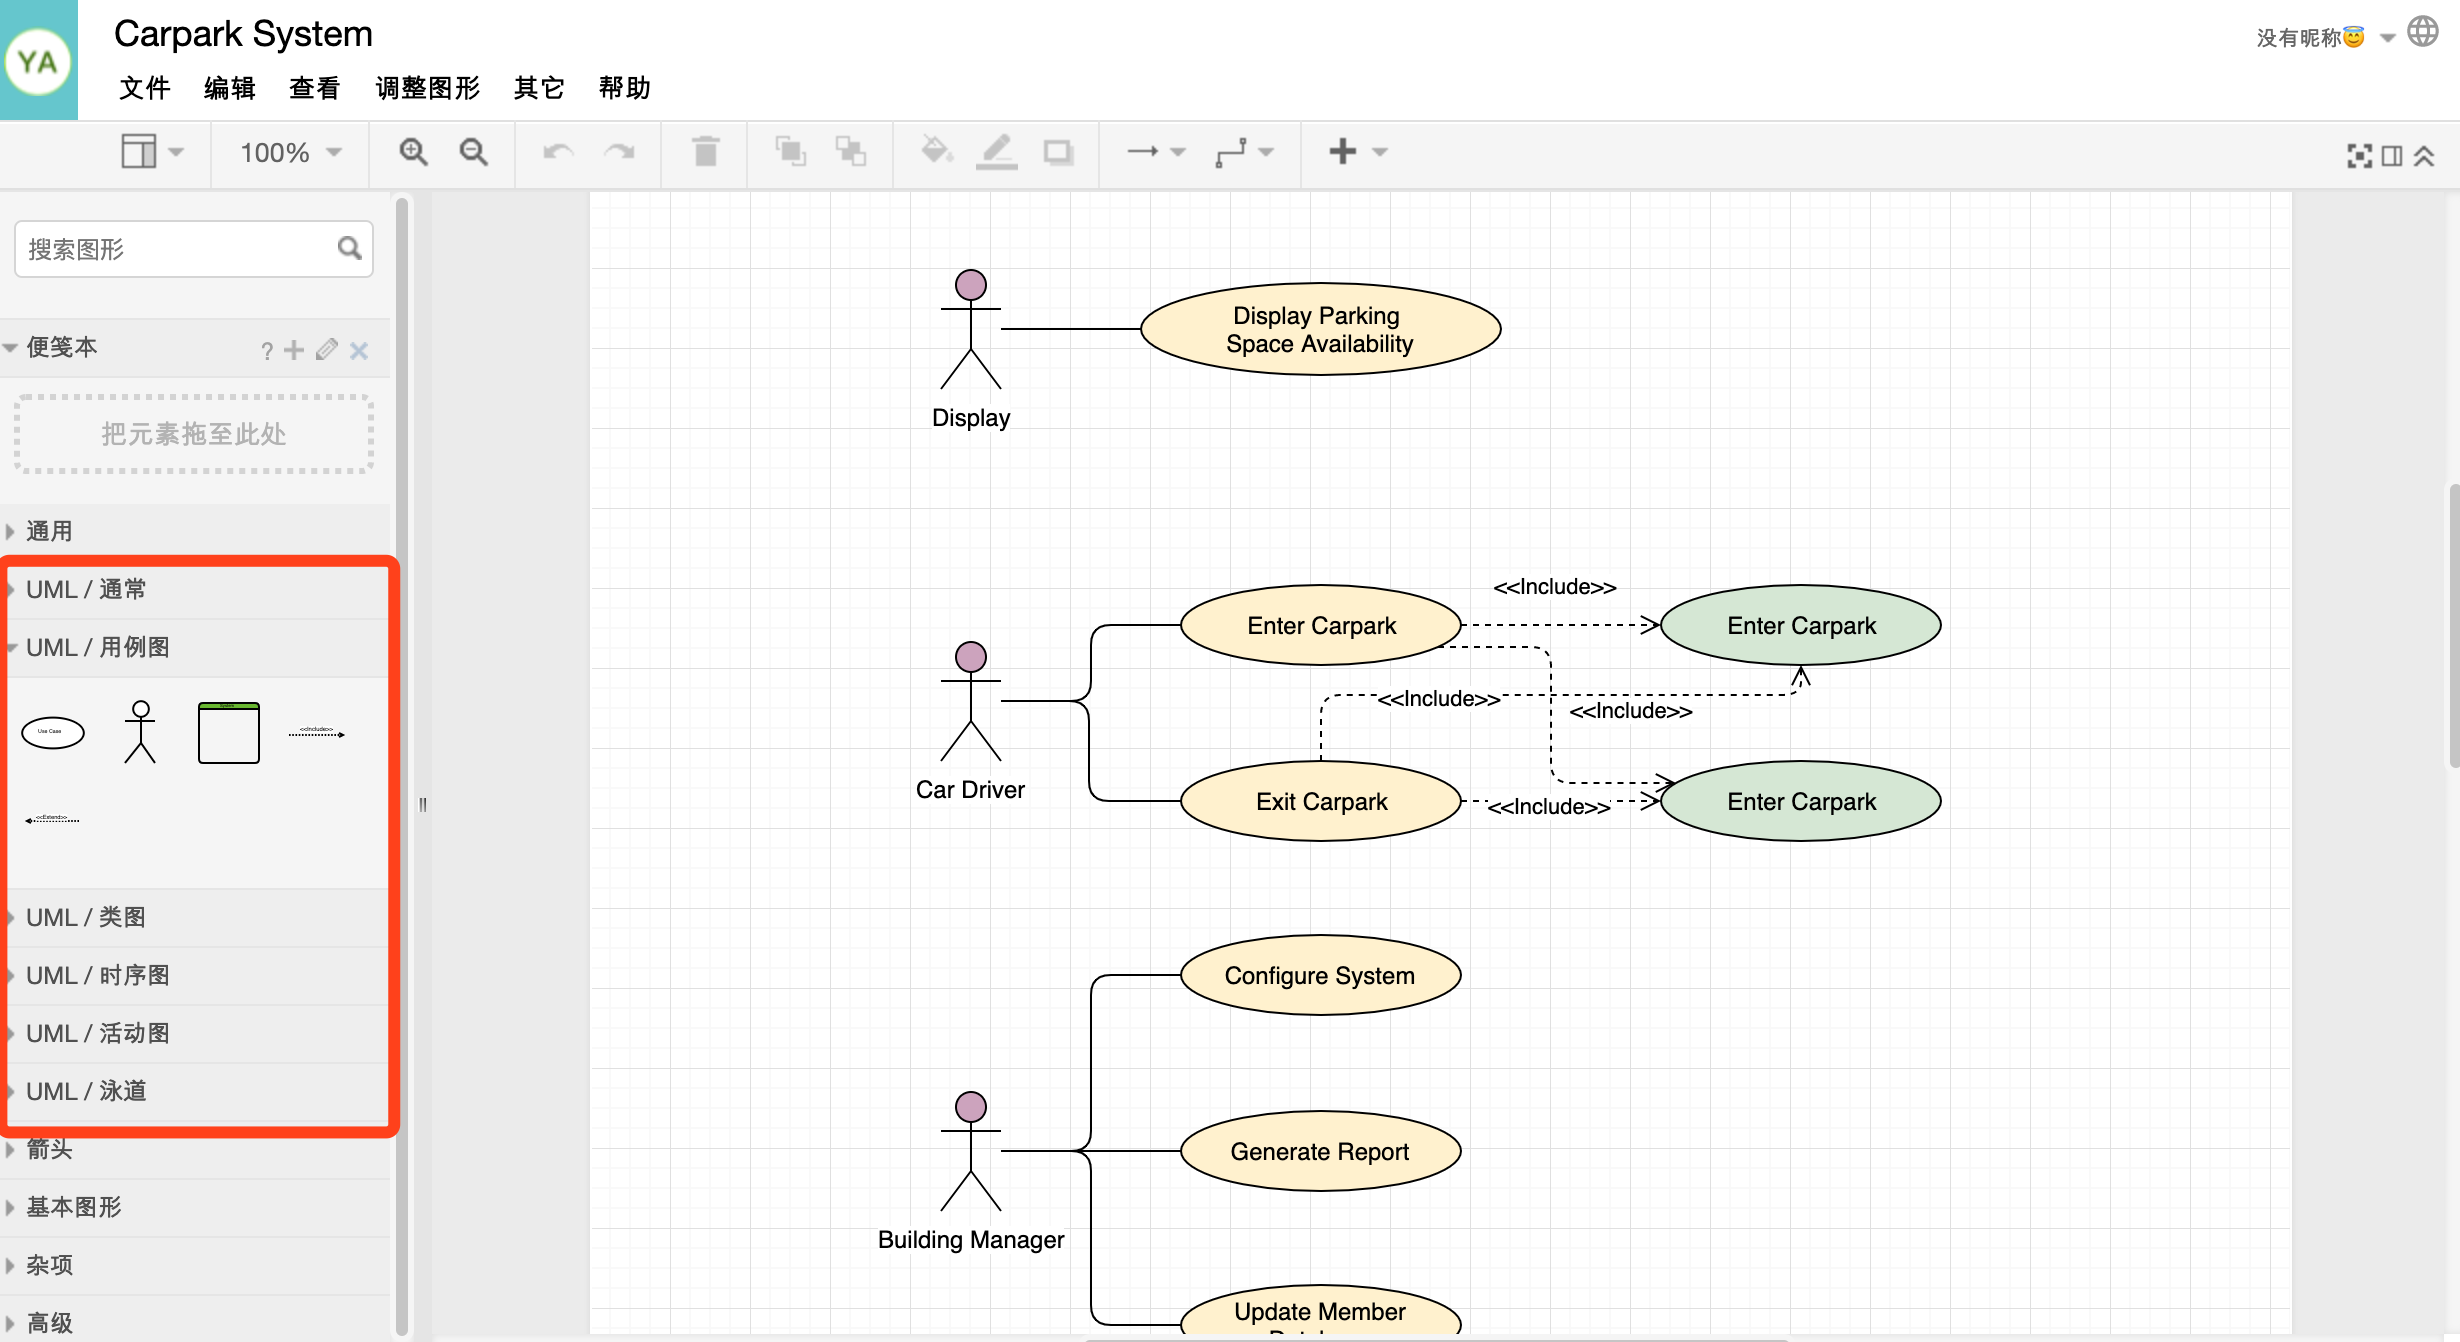 YA
Carpark System
没有昵称😇
文件 编辑 查看 调整图形 其它 帮助
100%
搜索图形
便笺本
?
把元素拖至此处
通用
UML / 通常
UML / 用例图
Use Case
System
<<Include>>
<<Extend>>
UML / 类图
UML / 时序图
UML / 活动图
UML / 泳道
箭头
基本图形
杂项
高级
Display Parking
Space Availability
Display
<<Include>>
Enter Carpark
Enter Carpark
<<Include>>
<<Include>>
Car Driver
Exit Carpark
<<Include>>
Enter Carpark
Configure System
Generate Report
Building Manager
Update Member